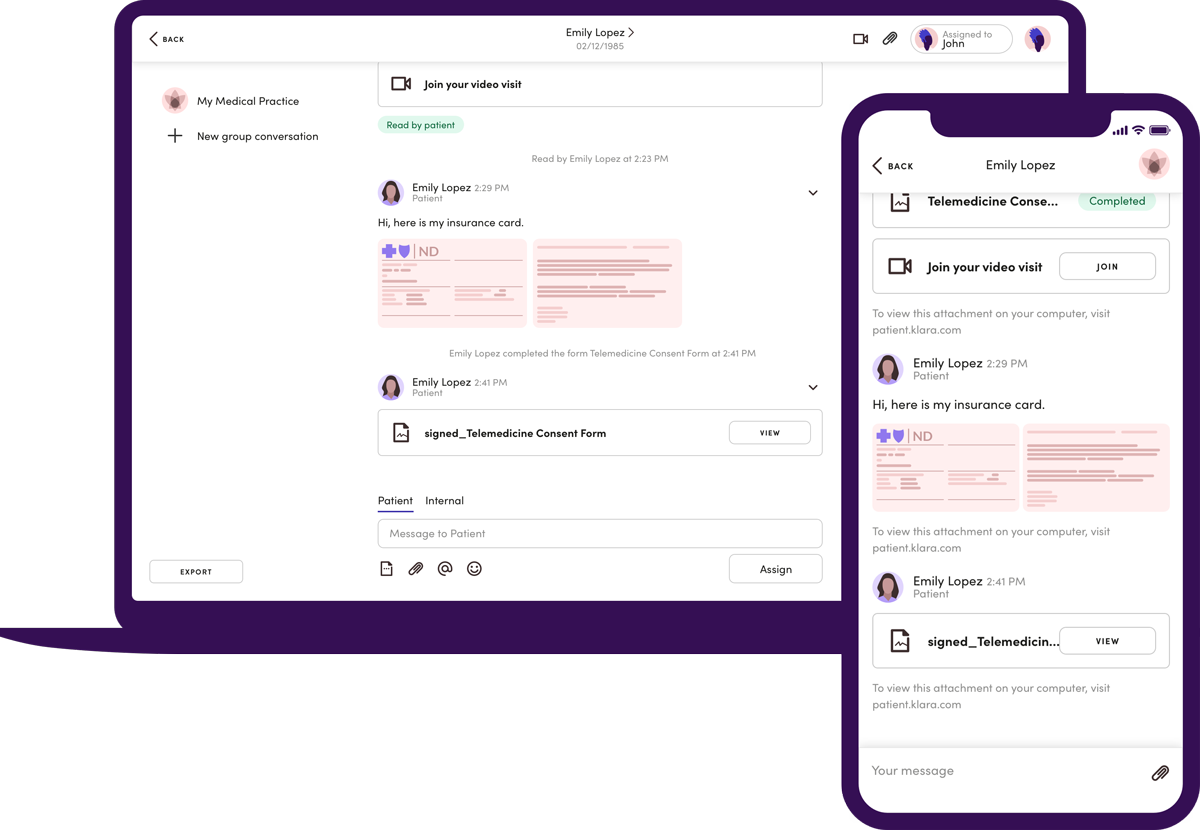 BACK
Emily Lopez
02/12/1985
Assigned to
John
My Medical Practice
New group conversation
Join your video visit
Read by patient
Read by Emily Lopez at 2:23 PM
Emily Lopez 2:29 PM
Patient
Hi, here is my insurance card.
ND
Emily Lopez completed the form Telemedicine Consent Form at 2:41 PM
Emily Lopez 2:41 PM
Patient
signed_Telemedicine Consent Form
VIEW
Patient Internal
Message to Patient
Assign
EXPORT
BACK
Emily Lopez
Telemedicine Conse... Completed
Join your video visit JOIN
To view this attachment on your computer, visit
patient.klara.com
Emily Lopez 2:29 PM
Patient
Hi, here is my insurance card.
ND
To view this attachment on your computer, visit
patient.klara.com
Emily Lopez 2:41 PM
Patient
signed_Telemedicin... VIEW
To view this attachment on your computer, visit
patient.klara.com
Your message